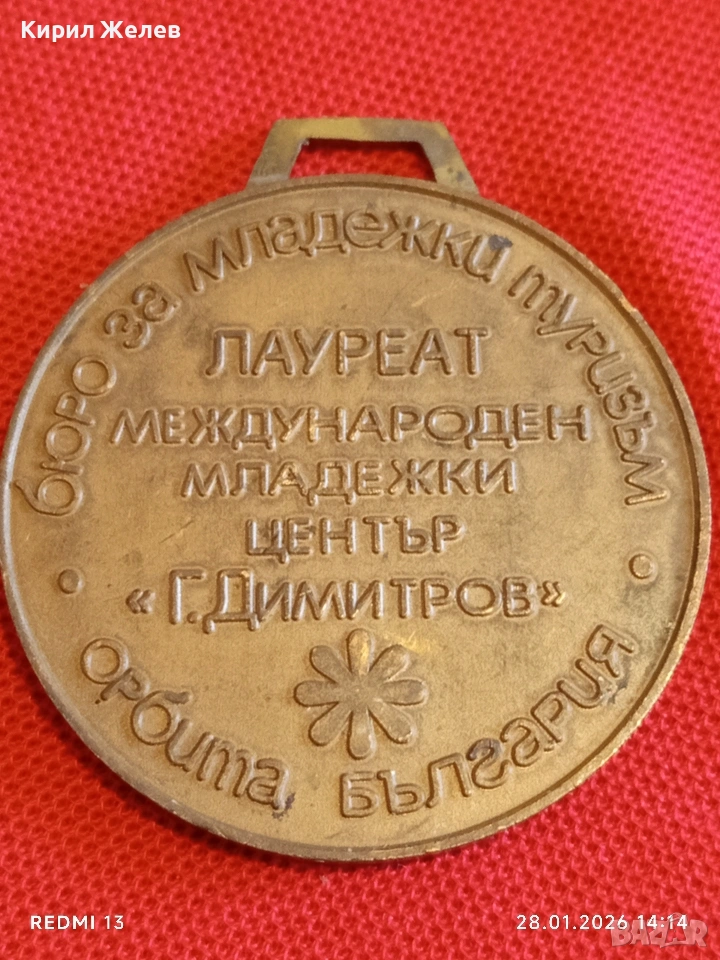 Кирил Желев
бюро за младежки туризъм
ЛАУРЕАТ
МЕЖДУНАРОДЕН
МЛАДЕЖКИ
ЦЕНТЪР
«Г.ДИМИТРОВ»
орбита България
REDMI 13
28.01.2026 14:14
BAZAR